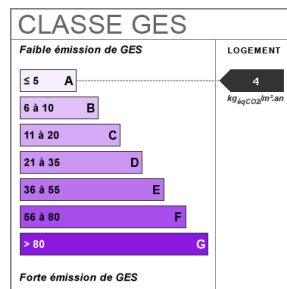 CLASSE GES
Faible émission de GES
LOGEMENT
≤ 5 A
4
kgéqCO2/m².an
6 à 10 B
11 à 20 C
21 à 35 D
36 à 55 E
56 à 80 F
> 80 G
Forte émission de GES